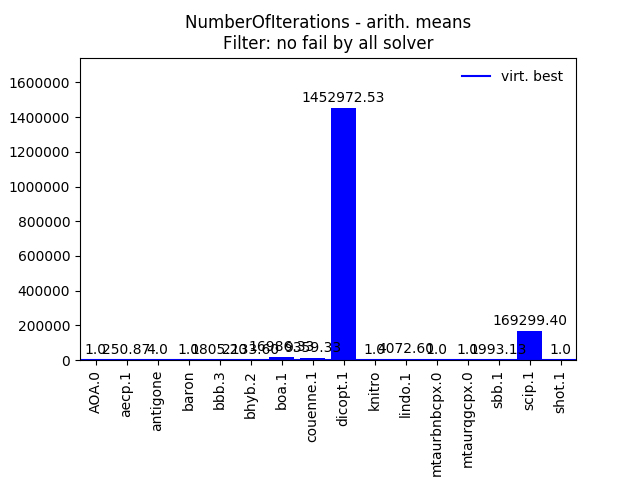 NumberOfIterations - arith. means
Filter: no fail by all solver
virt. best
1600000
1400000
1200000
1000000
800000
600000
400000
200000
0
1452972.53
169299.40
1.0
250.87
4.0
1.0
1.0
4072.60
1.0
1.0
1993.13
1.0
AOA.0
aecp.1
antigone
baron
bbb.3
bhyb.2
boa.1
couenne.1
dicopt.1
knitro
lindo.1
mtaurbnbcpx.0
mtaurqgcpx.0
sbb.1
scip.1
shot.1